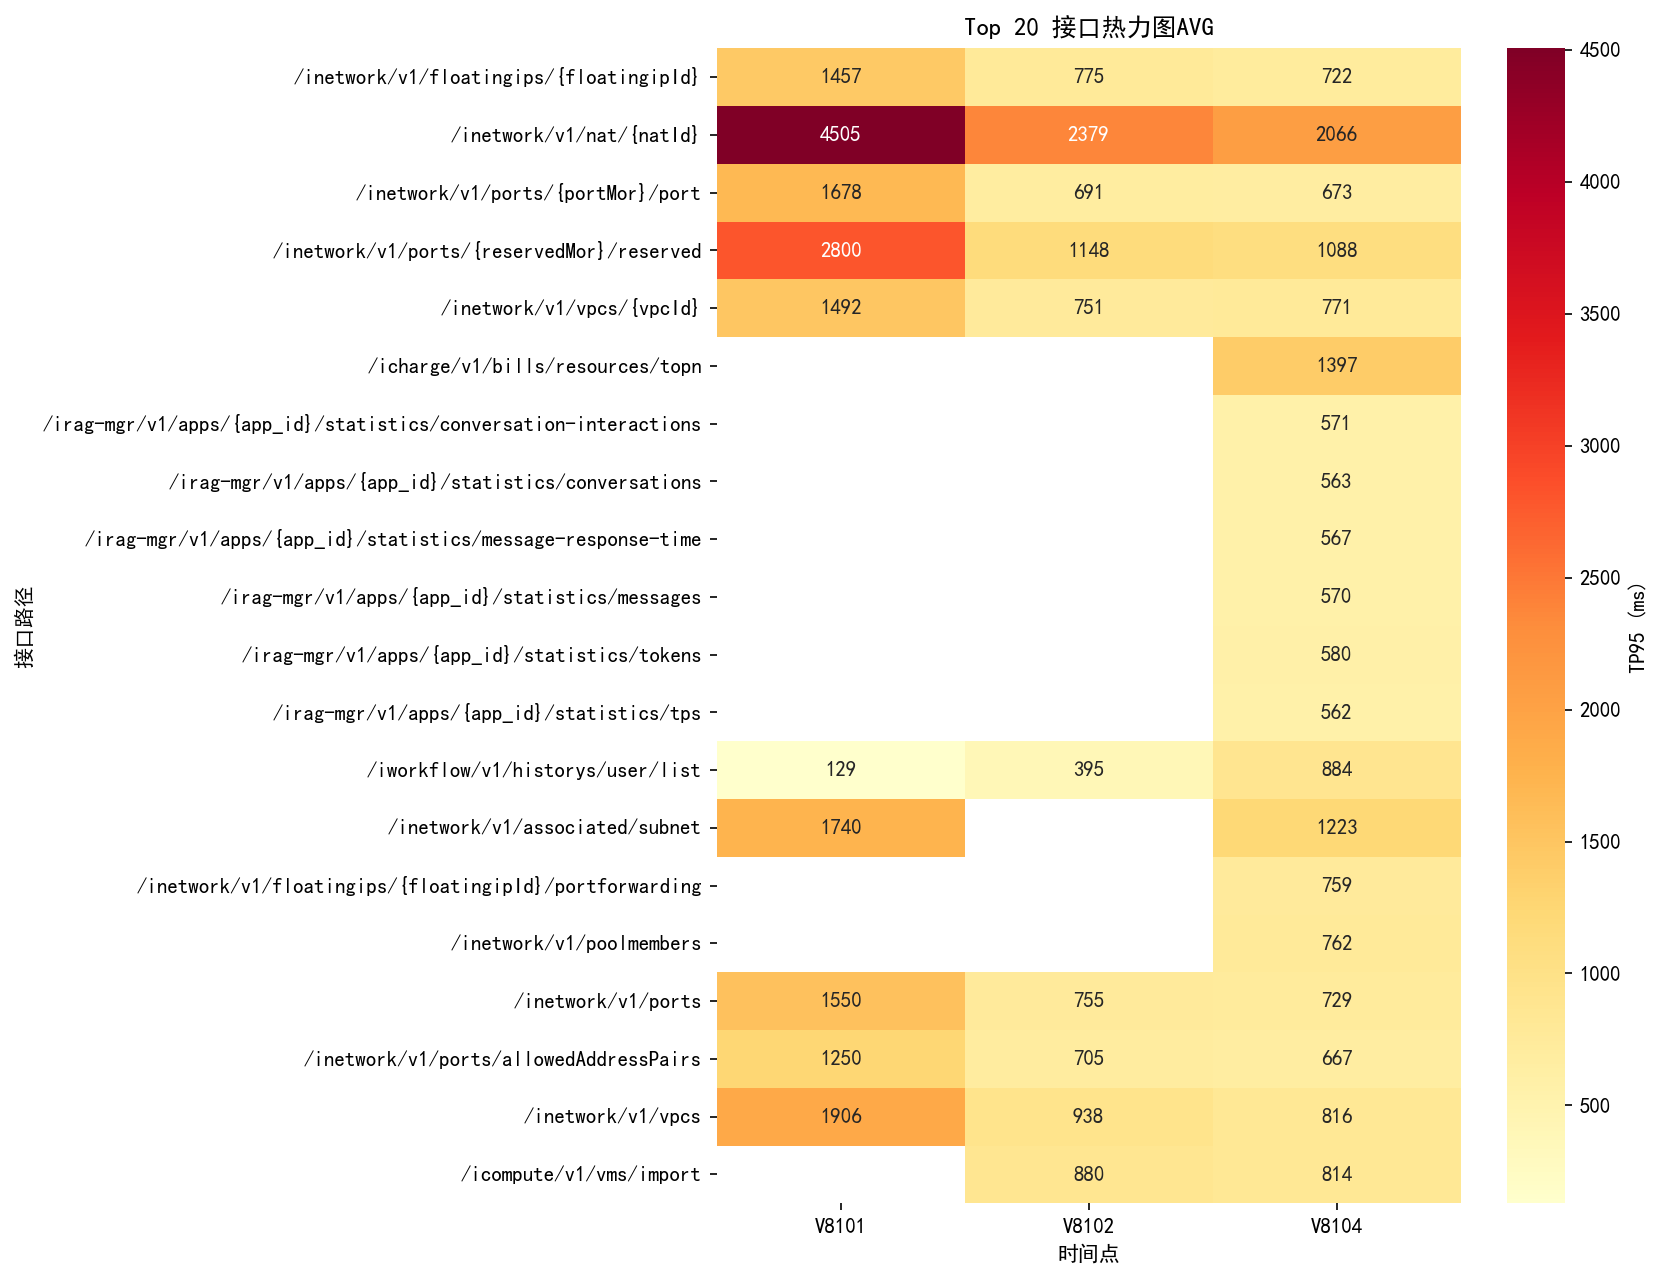 Top 20 接口热力图AVG
/inetwork/v1/floatingips/{floatingipId} 1457 775 722
/inetwork/v1/nat/{natId} 4505 2379 2066
/inetwork/v1/ports/{portMor}/port 1678 691 673
/inetwork/v1/ports/{reservedMor}/reserved 2800 1148 1088
/inetwork/v1/vpcs/{vpcId} 1492 751 771
/icharge/v1/bills/resources/topn 1397
/irag-mgr/v1/apps/{app_id}/statistics/conversation-interactions 571
/irag-mgr/v1/apps/{app_id}/statistics/conversations 563
/irag-mgr/v1/apps/{app_id}/statistics/message-response-time 567
/irag-mgr/v1/apps/{app_id}/statistics/messages 570
/irag-mgr/v1/apps/{app_id}/statistics/tokens 580
/irag-mgr/v1/apps/{app_id}/statistics/tps 562
/iworkflow/v1/historys/user/list 129 395 884
/inetwork/v1/associated/subnet 1740 1223
/inetwork/v1/floatingips/{floatingipId}/portforwarding 759
/inetwork/v1/poolmembers 762
/inetwork/v1/ports 1550 755 729
/inetwork/v1/ports/allowedAddressPairs 1250 705 667
/inetwork/v1/vpcs 1906 938 816
/icompute/v1/vms/import 880 814
V8101 V8102 V8104
时间点
接口路径
4500
4000
3500
3000
2500
2000
1500
1000
500
TP95 (ms)